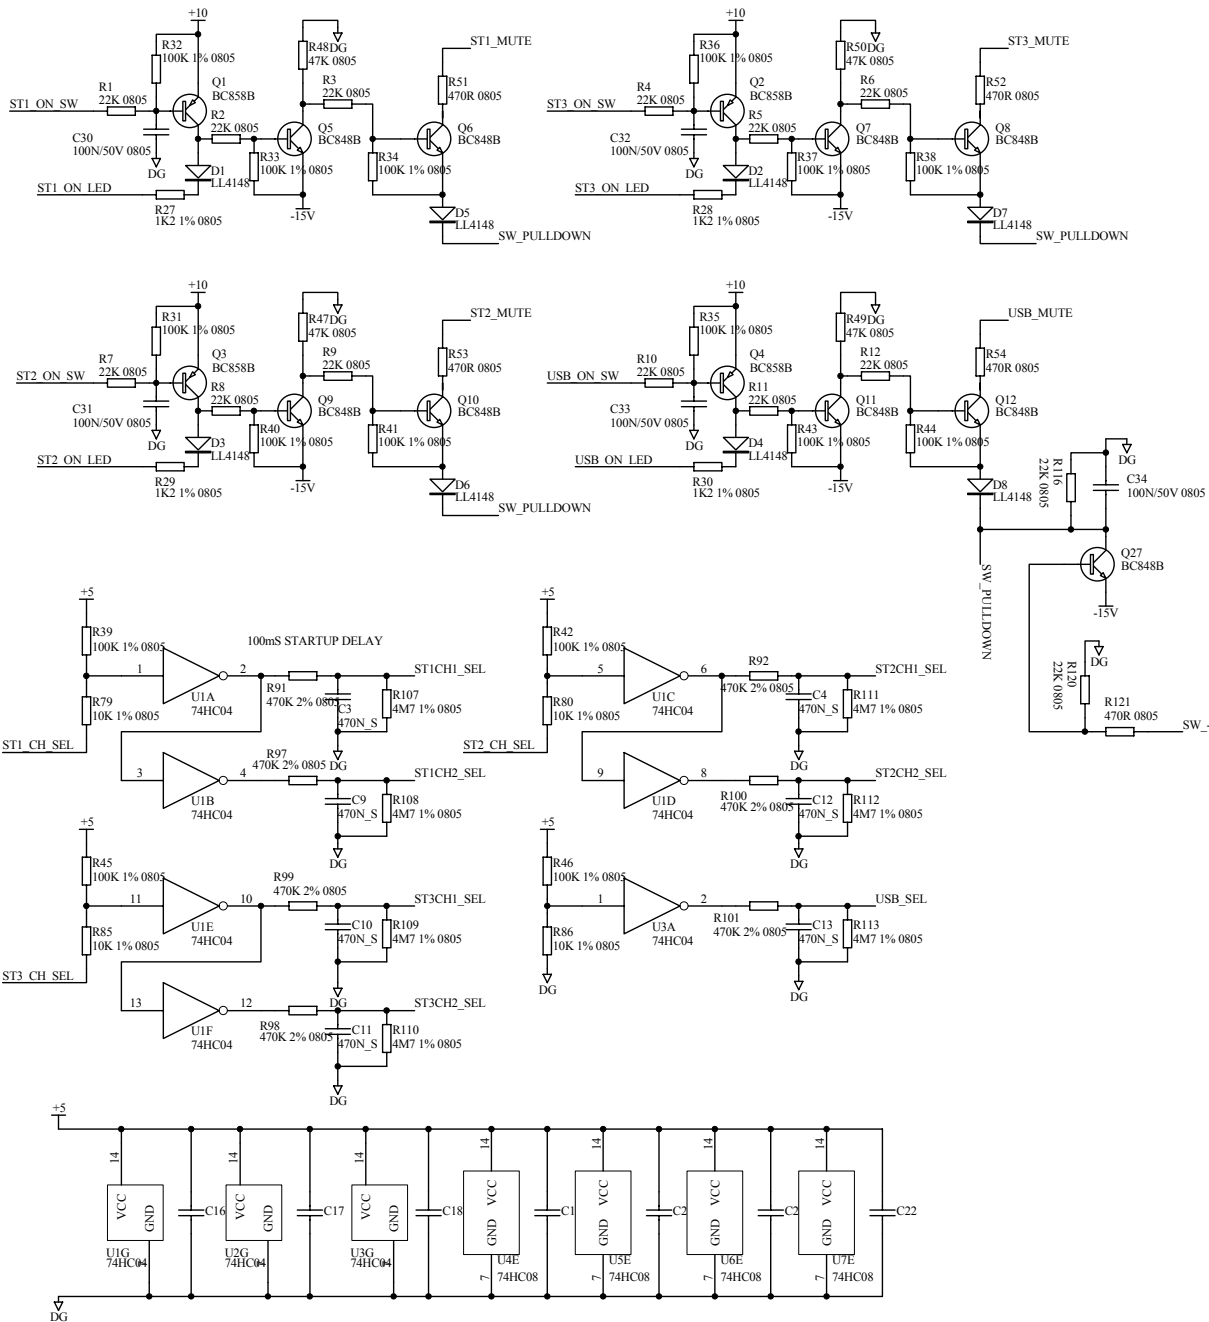 +10
R32
100K 1% 0805
R1
22K 0805
ST1_ON_SW
Q1
BC858B
C30
100N/50V 0805
DG
R2
22K 0805
R33
100K 1% 0805
D1
LL4148
ST1_ON_LED
R27
1K2 1% 0805
R48
47K 0805
DG
R3
22K 0805
Q5
BC848B
-15V
R34
100K 1% 0805
ST1_MUTE
R51
470R 0805
Q6
BC848B
D5
LL4148
SW_PULLDOWN
+10
R36
100K 1% 0805
R4
22K 0805
ST3_ON_SW
Q2
BC858B
C32
100N/50V 0805
DG
R5
22K 0805
R37
100K 1% 0805
D2
LL4148
ST3_ON_LED
R28
1K2 1% 0805
R50
47K 0805
DG
R6
22K 0805
Q7
BC848B
-15V
R38
100K 1% 0805
ST3_MUTE
R52
470R 0805
Q8
BC848B
D7
LL4148
SW_PULLDOWN
+10
R31
100K 1% 0805
R7
22K 0805
ST2_ON_SW
Q3
BC858B
C31
100N/50V 0805
DG
R8
22K 0805
R40
100K 1% 0805
D3
LL4148
ST2_ON_LED
R29
1K2 1% 0805
R47
47K 0805
DG
R9
22K 0805
Q9
BC848B
-15V
R41
100K 1% 0805
ST2_MUTE
R53
470R 0805
Q10
BC848B
D6
LL4148
SW_PULLDOWN
+10
R35
100K 1% 0805
R10
22K 0805
USB_ON_SW
Q4
BC858B
C33
100N/50V 0805
DG
R11
22K 0805
R43
100K 1% 0805
D4
LL4148
USB_ON_LED
R30
1K2 1% 0805
R49
47K 0805
DG
R12
22K 0805
Q11
BC848B
-15V
R44
100K 1% 0805
USB_MUTE
R54
470R 0805
Q12
BC848B
D8
LL4148
SW_PULLDOWN
R116
22K 0805
DG
C34
100N/50V 0805
Q27
BC848B
-15V
DG
R120
22K 0805
R121
470R 0805
SW_-
+5
R39
100K 1% 0805
R79
10K 1% 0805
ST1_CH_SEL
1
2
U1A
74HC04
100mS STARTUP DELAY
R91
470K 2% 0805
C3
470N_S
R107
4M7 1% 0805
ST1CH1_SEL
DG
3
4
U1B
74HC04
R97
470K 2% 0805
C9
470N_S
R108
4M7 1% 0805
ST1CH2_SEL
DG
+5
R42
100K 1% 0805
R80
10K 1% 0805
ST2_CH_SEL
5
6
U1C
74HC04
R92
470K 2% 0805
C4
470N_S
R111
4M7 1% 0805
ST2CH1_SEL
DG
9
8
U1D
74HC04
R100
470K 2% 0805
C12
470N_S
R112
4M7 1% 0805
ST2CH2_SEL
DG
+5
R45
100K 1% 0805
R85
10K 1% 0805
ST3_CH_SEL
11
10
U1E
74HC04
R99
470K 2% 0805
C10
470N_S
R109
4M7 1% 0805
ST3CH1_SEL
DG
13
12
U1F
74HC04
R98
470K 2% 0805
C11
470N_S
R110
4M7 1% 0805
ST3CH2_SEL
DG
+5
R46
100K 1% 0805
R86
10K 1% 0805
DG
1
2
U3A
74HC04
R101
470K 2% 0805
C13
470N_S
R113
4M7 1% 0805
USB_SEL
DG
+5
14
VCC
GND
U1G
74HC04
C16
14
VCC
GND
U2G
74HC04
C17
14
VCC
GND
U3G
74HC04
C18
14
VCC
GND
7
U4E
74HC08
C1
14
VCC
GND
7
U5E
74HC08
C2
14
VCC
GND
7
U6E
74HC08
C2
14
VCC
GND
7
U7E
74HC08
C22
DG